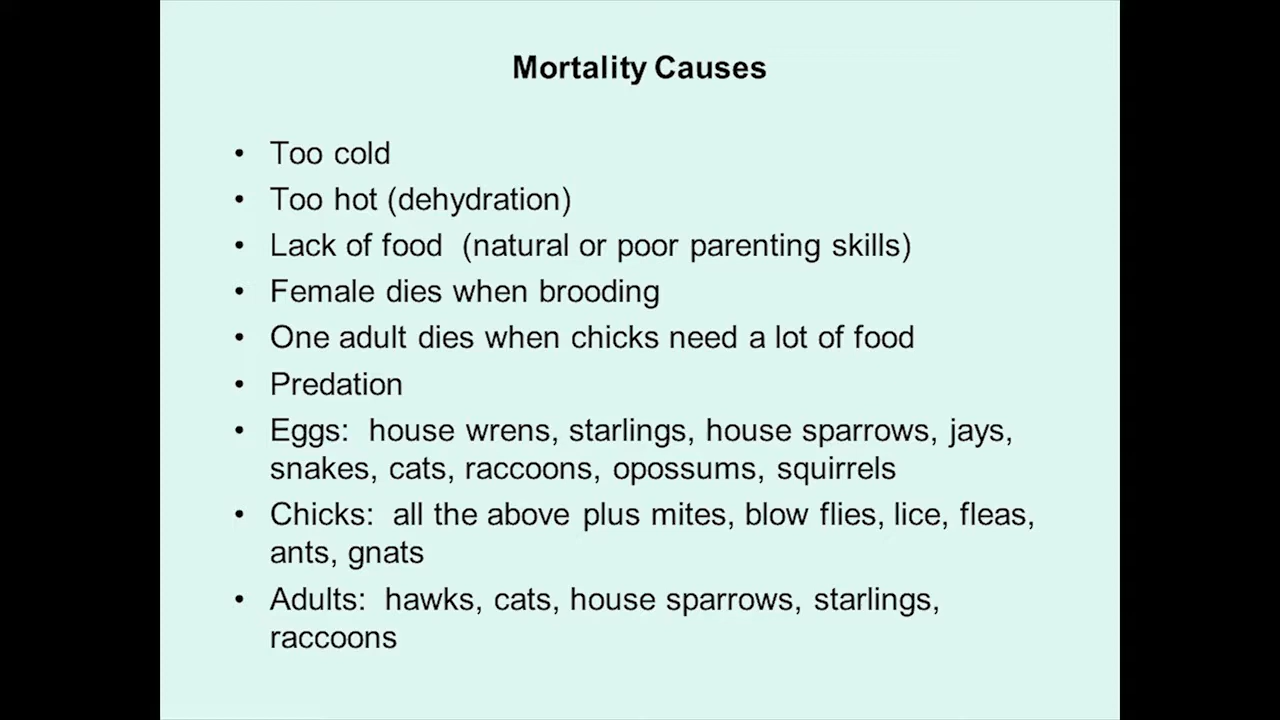 Mortality Causes
• Too cold
• Too hot (dehydration)
• Lack of food  (natural or poor parenting skills)
• Female dies when brooding
• One adult dies when chicks need a lot of food
• Predation
• Eggs:  house wrens, starlings, house sparrows, jays,
snakes, cats, raccoons, opossums, squirrels
• Chicks:  all the above plus mites, blow flies, lice, fleas,
ants, gnats
• Adults:  hawks, cats, house sparrows, starlings,
raccoons